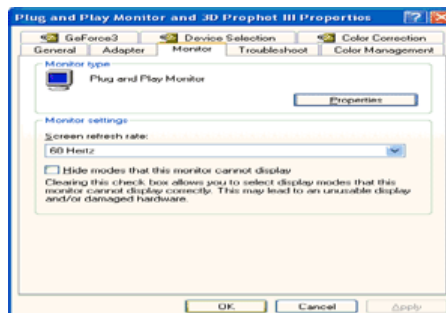 Plug and Play Monitor and 3D Prophet III Properties
GeForce3 Device Selection Color Correction
General Adapter Monitor Troubleshoot Color Management
Monitor type
Plug and Play Monitor
Properties
Monitor settings
Screen refresh rate:
60 Hertz
Hide modes that this monitor cannot display
Clearing this check box allows you to select display modes that this
monitor cannot display correctly. This may lead to an unusable display
and/or damaged hardware.
OK Cancel Apply